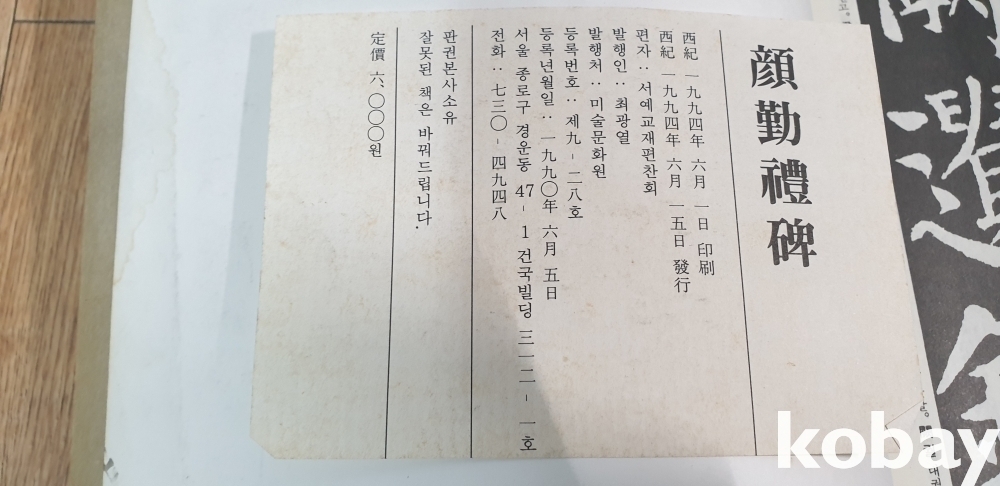 顔勤禮碑
西紀 一九九四年 六月 一日 印刷
西紀 一九九四年 六月 一五日 發行
편자 : 서예교재편찬회
발행인 : 최광열
발행처 : 미술문화원
등록번호 : 제九 - 二八호
등록년월일 : 一九九〇年 六月 五日
서울 종로구 경운동 47 - 1 건국빌딩 三一二 - 一호
전화 : 七三〇 - 四九四八
판권본사소유
잘못된 책은 바꿔드립니다.
定價 六、〇〇〇원
kobay